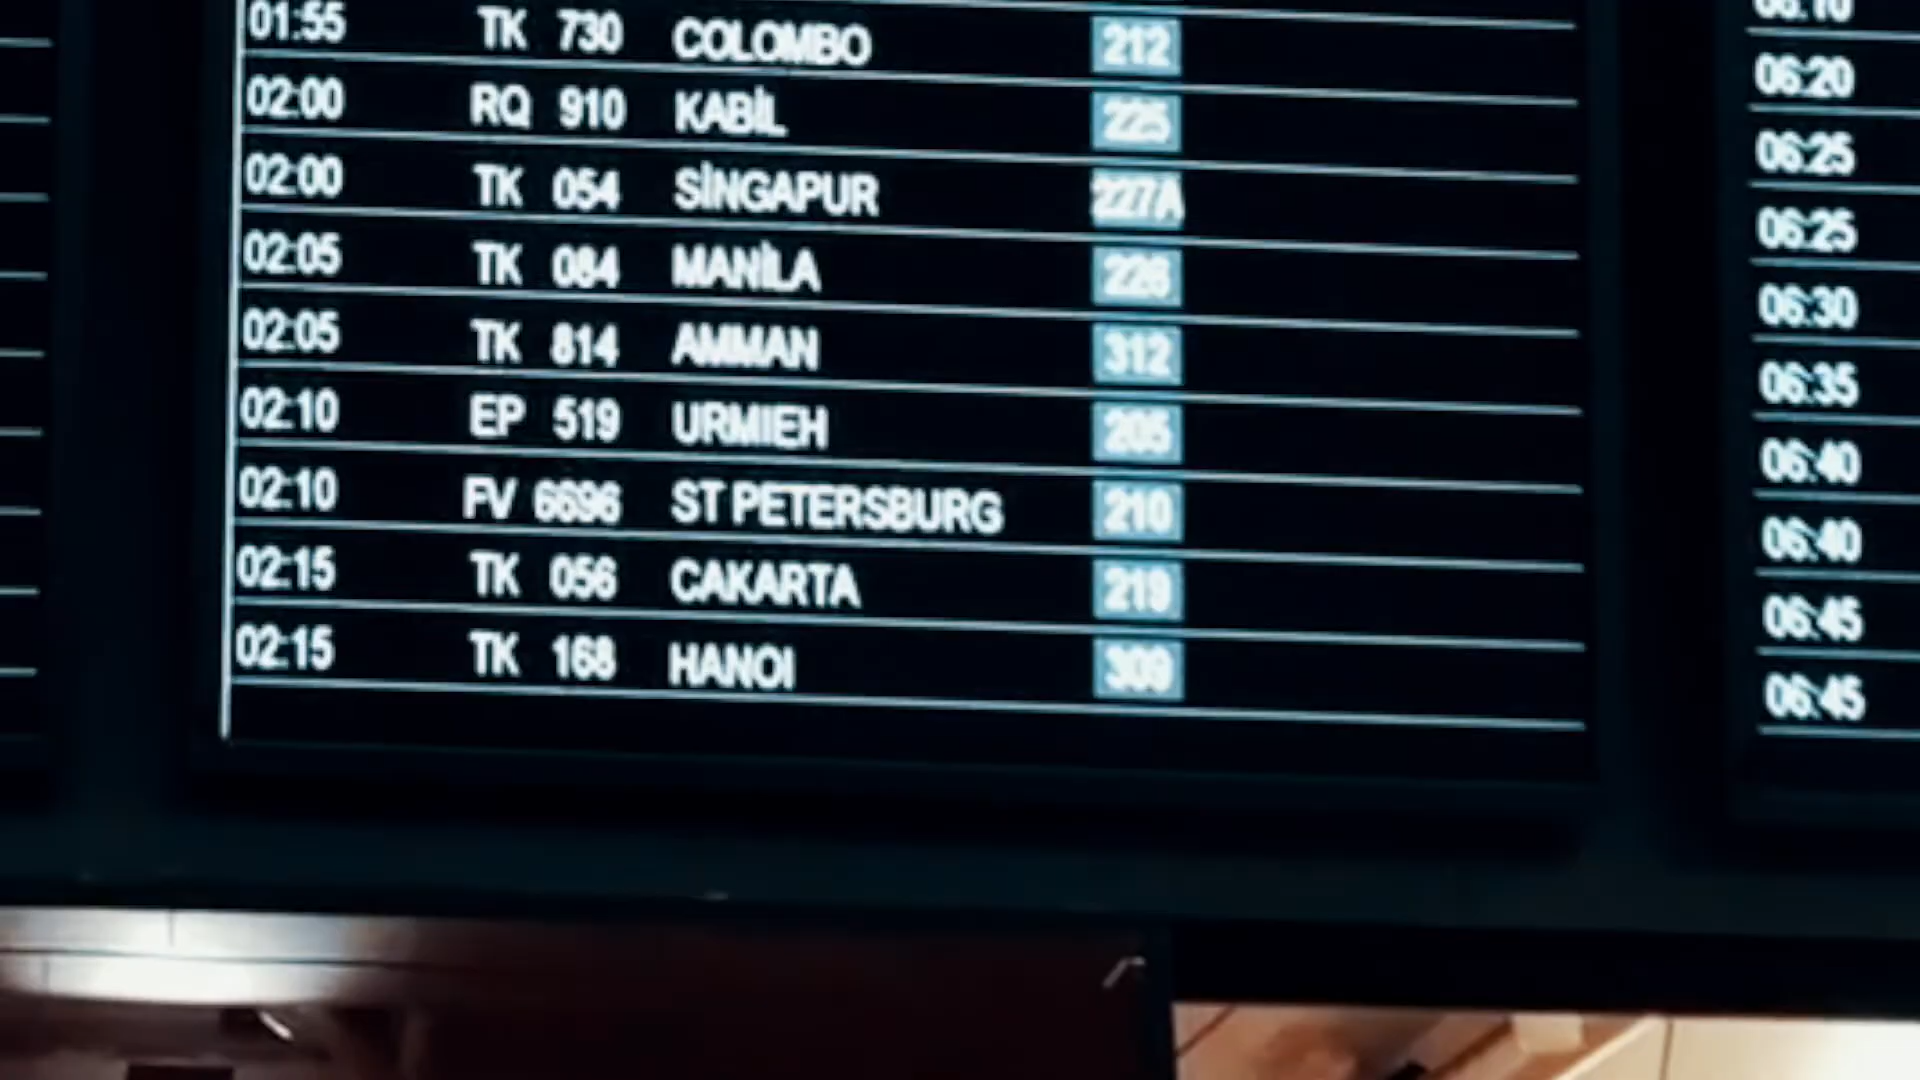 01:55 TK 730 COLOMBO 212
02:00 RQ 910 KABİL 225
02:00 TK 054 SİNGAPUR 227A
02:05 TK 084 MANİLA 226
02:05 TK 814 AMMAN 312
02:10 EP 519 URMIEH 205
02:10 FV 6696 ST PETERSBURG 210
02:15 TK 056 CAKARTA 219
02:15 TK 168 HANOI 309
06:10
06:20
06:25
06:25
06:30
06:35
06:40
06:40
06:45
06:45